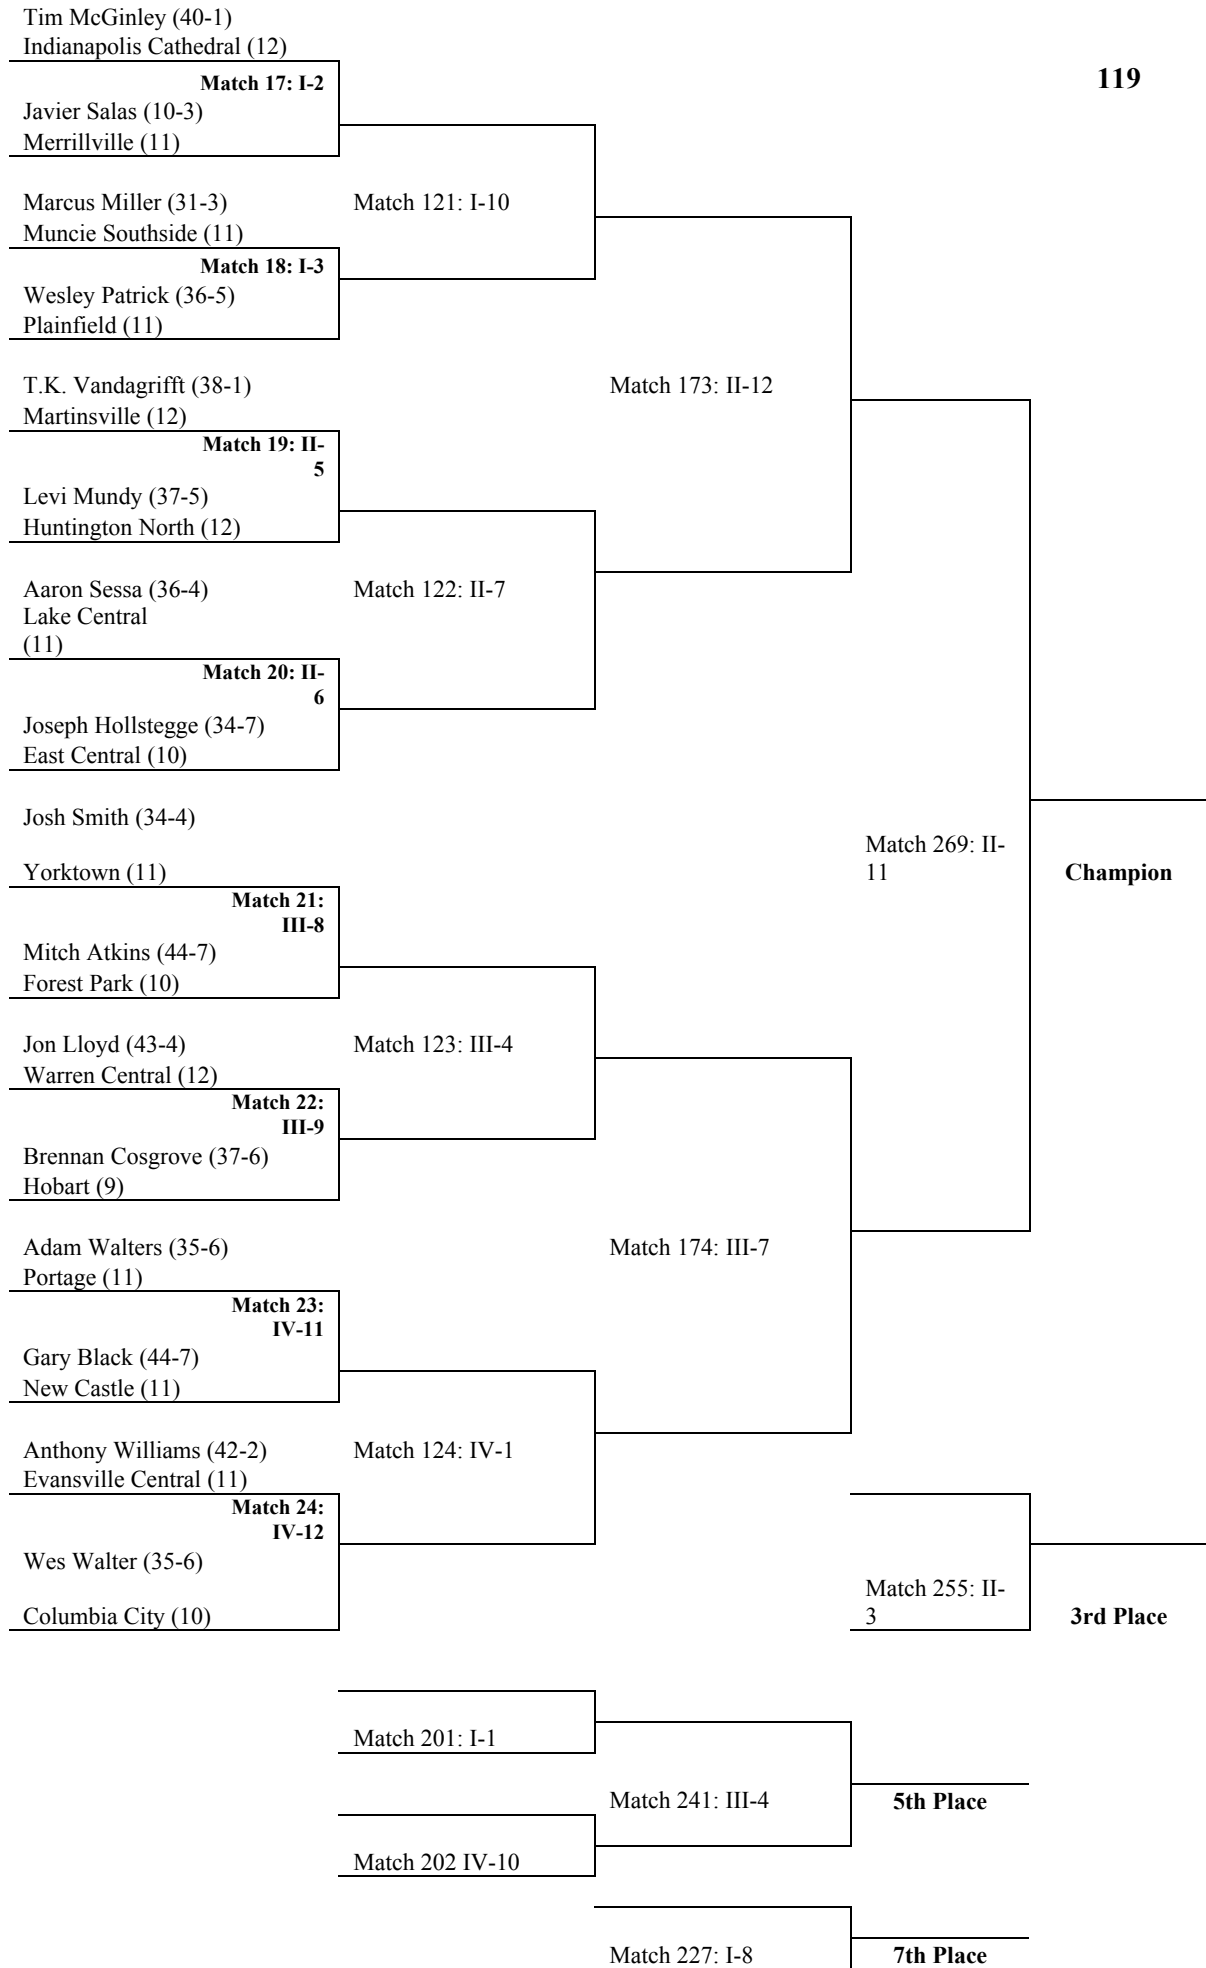 Tim McGinley (40-1)
Indianapolis Cathedral (12)
119
Match 17: I-2
Javier Salas (10-3)
Merrillville (11)
Marcus Miller (31-3)
Match 121: I-10
Muncie Southside (11)
Match 18: I-3
Wesley Patrick (36-5)
Plainfield (11)
T.K. Vandagrifft (38-1)
Match 173: II-12
Martinsville (12)
Match 19: II-
5
Levi Mundy (37-5)
Huntington North (12)
Aaron Sessa (36-4)
Match 122: II-7
Lake Central
(11)
Match 20: II-
6
Joseph Hollstegge (34-7)
East Central (10)
Josh Smith (34-4)
Match 269: II-
11
Yorktown (11)
Champion
Match 21:
III-8
Mitch Atkins (44-7)
Forest Park (10)
Jon Lloyd (43-4)
Match 123: III-4
Warren Central (12)
Match 22:
III-9
Brennan Cosgrove (37-6)
Hobart (9)
Adam Walters (35-6)
Match 174: III-7
Portage (11)
Match 23:
IV-11
Gary Black (44-7)
New Castle (11)
Anthony Williams (42-2)
Match 124: IV-1
Evansville Central (11)
Match 24:
IV-12
Wes Walter (35-6)
Match 255: II-
3
Columbia City (10)
3rd Place
Match 201: I-1
Match 241: III-4
5th Place
Match 202 IV-10
Match 227: I-8
7th Place